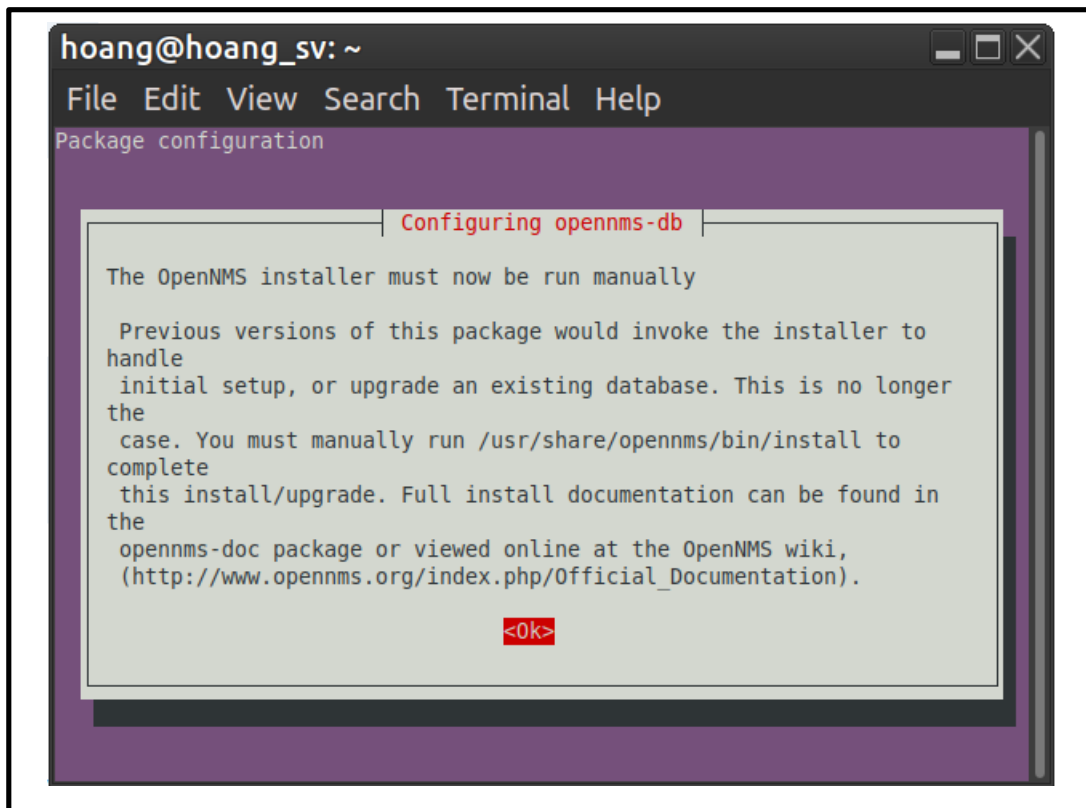 hoang@hoang_sv: ~
File Edit View Search Terminal Help
Package configuration
Configuring opennms-db
The OpenNMS installer must now be run manually
Previous versions of this package would invoke the installer to
handle
initial setup, or upgrade an existing database. This is no longer
the
case. You must manually run /usr/share/opennms/bin/install to
complete
this install/upgrade. Full install documentation can be found in
the
opennms-doc package or viewed online at the OpenNMS wiki,
(http://www.opennms.org/index.php/Official_Documentation).
<Ok>